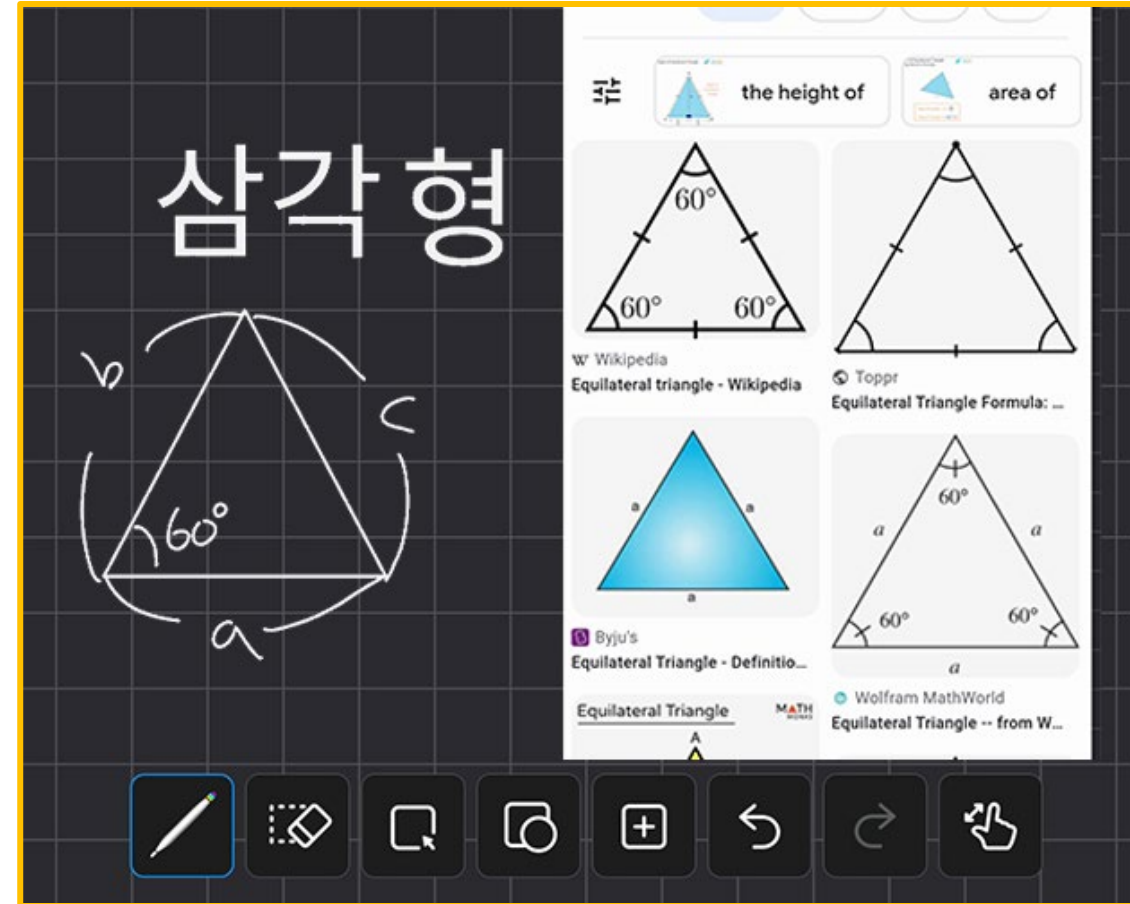 삼각형
b
c
60°
a
the height of
area of
60°
60°
60°
W Wikipedia
Equilateral triangle - Wikipedia
Toppr
Equilateral Triangle Formula: ...
a
a
a
Byju's
Equilateral Triangle - Definitio...
60°
a
a
60°
60°
a
Wolfram MathWorld
Equilateral Triangle -- from W...
Equilateral Triangle
MATH
MONKS
A